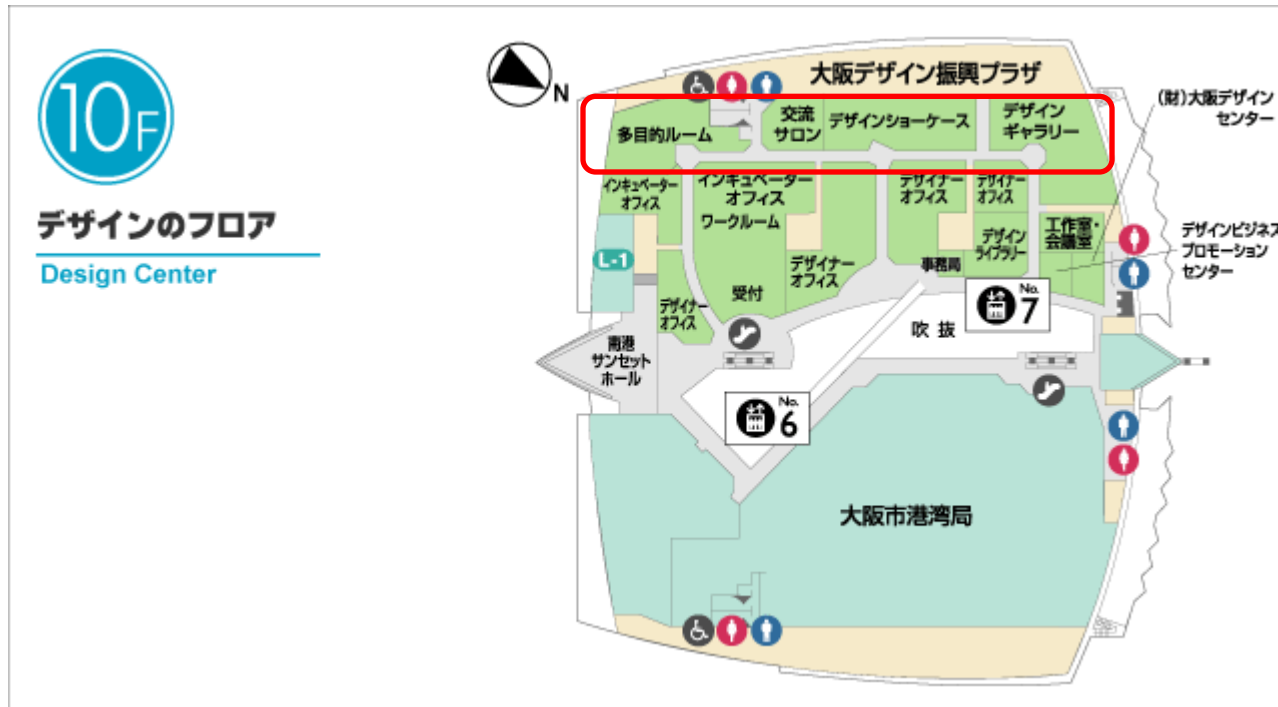 10F
デザインのフロア
Design Center
N
大阪デザイン振興プラザ
(財)大阪デザイン
センター
多目的ルーム
交流
サロン
デザインショーケース
デザイン
ギャラリー
インキュベーター
オフィス
インキュベーター
オフィス
ワークルーム
デザイナー
オフィス
デザイナー
オフィス
工作室・
会議室
デザイン
ライブラリー
デザインビジネス
プロモーション
センター
L-1
デザイナー
オフィス
事務局
受付
デザイナー
オフィス
No.
7
吹抜
南港
サンセット
ホール
No.
6
大阪市港湾局